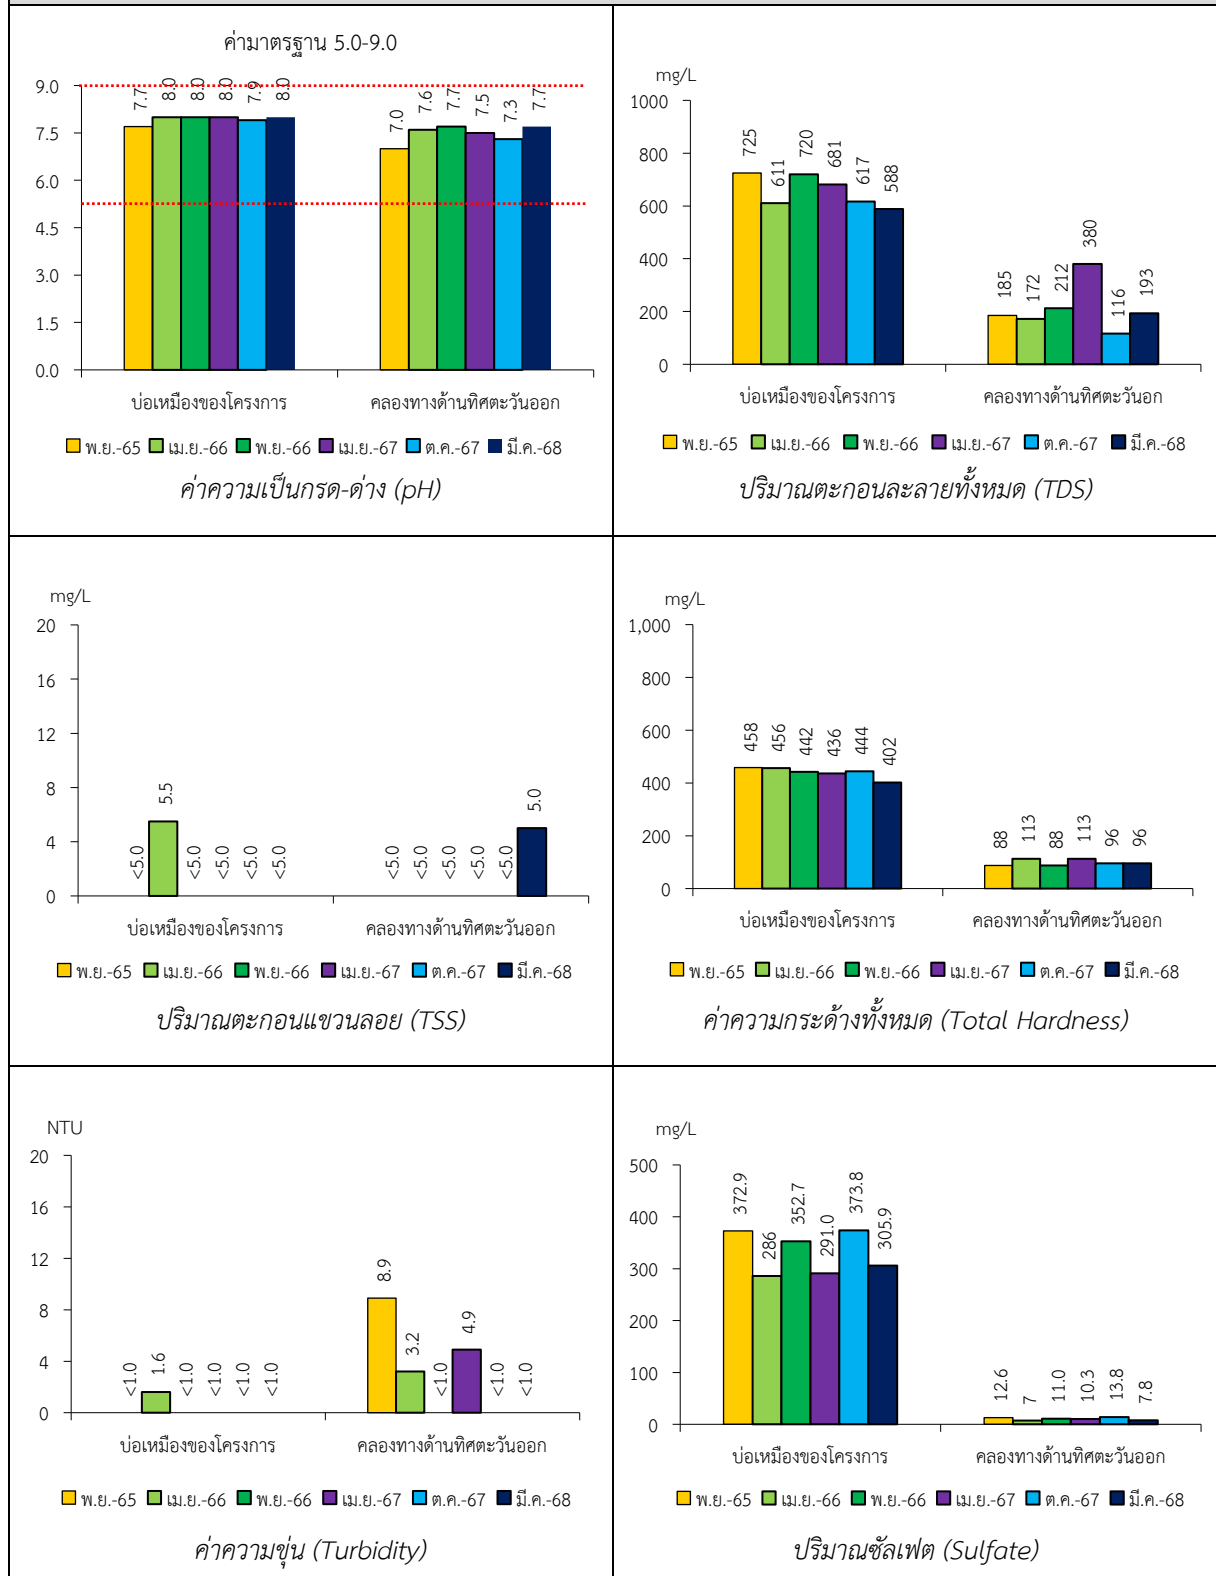 ค่ามาตรฐาน 5.0-9.0
9.0
7.5
6.0
4.5
3.0
1.5
0.0
7.7 8.0 8.0 8.0 7.9 8.0
7.0 7.6 7.7 7.5 7.3 7.7
บ่อเหมืองของโครงการ คลองทางด้านทิศตะวันออก
พ.ย.-65 เม.ย.-66 พ.ย.-66 เม.ย.-67 ต.ค.-67 มี.ค.-68
ค่าความเป็นกรด-ด่าง (pH)
mg/L
1000
800
600
400
200
0
725 611 720 681 617 588
185 172 212 380 116 193
บ่อเหมืองของโครงการ คลองทางด้านทิศตะวันอก
พ.ย.-65 เม.ย.-66 พ.ย.-66 เม.ย.-67 ต.ค.-67 มี.ค.-68
ปริมาณตะกอนละลายทั้งหมด (TDS)
mg/L
20
16
12
8
4
0
<5.0 5.5 <5.0 <5.0 <5.0 <5.0
<5.0 <5.0 <5.0 <5.0 <5.0 5.0
บ่อเหมืองของโครงการ คลองทางด้านทิศตะวันออก
พ.ย.-65 เม.ย.-66 พ.ย.-66 เม.ย.-67 ต.ค.-67 มี.ค.-68
ปริมาณตะกอนแขวนลอย (TSS)
mg/L
1,000
800
600
400
200
0
458 456 442 436 444 402
88 113 88 113 96 96
บ่อเหมืองของโครงการ คลองทางด้านทิศตะวันออก
พ.ย.-65 เม.ย.-66 พ.ย.-66 เม.ย.-67 ต.ค.-67 มี.ค.-68
ค่าความกระด้างทั้งหมด (Total Hardness)
NTU
20
16
12
8
4
0
<1.0 1.6 <1.0 <1.0 <1.0 <1.0
8.9 3.2 <1.0 4.9 <1.0 <1.0
บ่อเหมืองของโครงการ คลองทางด้านทิศตะวันออก
พ.ย.-65 เม.ย.-66 พ.ย.-66 เม.ย.-67 ต.ค.-67 มี.ค.-68
ค่าความขุ่น (Turbidity)
mg/L
500
400
300
200
100
0
372.9 286 352.7 291.0 373.8 305.9
12.6 7 11.0 10.3 13.8 7.8
บ่อเหมืองของโครงการ คลองทางด้านทิศตะวันออก
พ.ย.-65 เม.ย.-66 พ.ย.-66 เม.ย.-67 ต.ค.-67 มี.ค.-68
ปริมาณซัลเฟต (Sulfate)